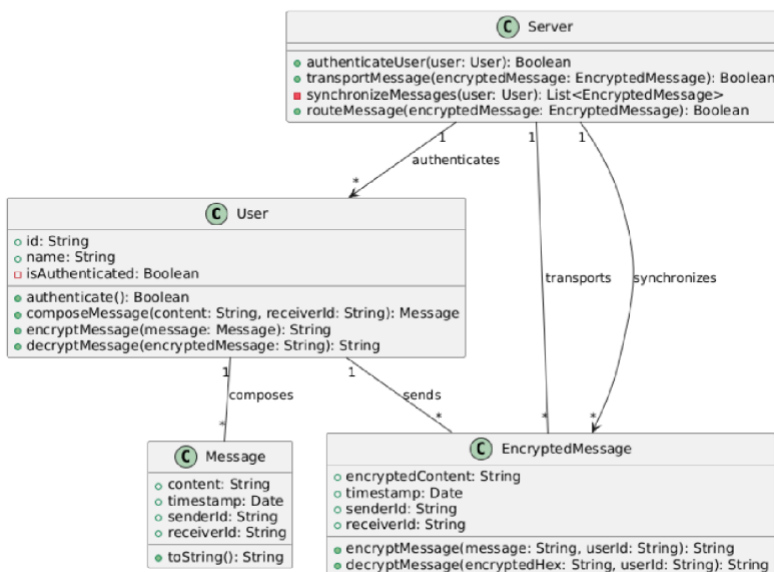 C Server
authenticateUser(user: User): Boolean
transportMessage(encryptedMessage: EncryptedMessage): Boolean
synchronizeMessages(user: User): List<EncryptedMessage>
routeMessage(encryptedMessage: EncryptedMessage): Boolean
1 1 1
authenticates
*
C User
id: String
name: String
isAuthenticated: Boolean
authenticate(): Boolean
composeMessage(content: String, receiverId: String): Message
encryptMessage(message: Message): String
decryptMessage(encryptedMessage: String): String
transports synchronizes
1 1
composes sends
* * * *
C Message
content: String
timestamp: Date
senderId: String
receiverId: String
toString(): String
C EncryptedMessage
encryptedContent: String
timestamp: Date
senderId: String
receiverId: String
encryptMessage(message: String, userId: String): String
decryptMessage(encryptedHex: String, userId: String): String